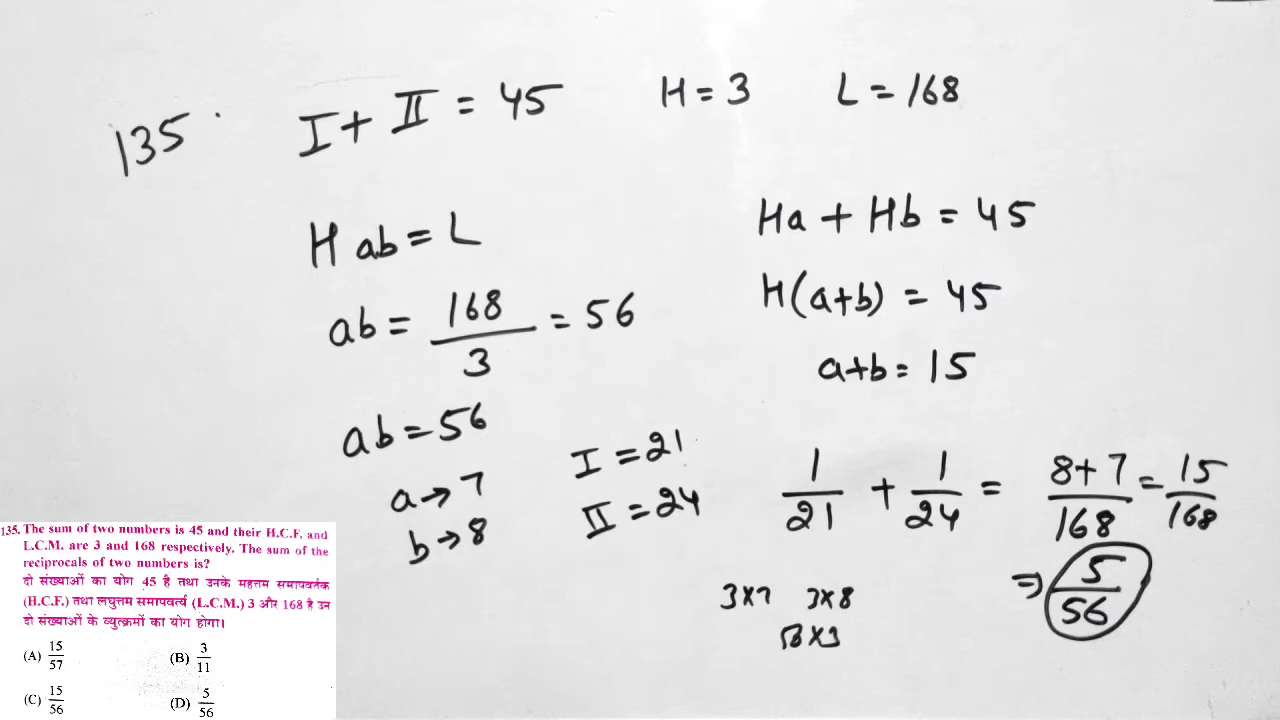 135. I + II = 45 H = 3 L = 168
H ab = L
ab = 168/3 = 56
ab = 56
a → 7
b → 8
Ha + Hb = 45
H(a+b) = 45
a+b = 15
I = 21
II = 24
1/21 + 1/24 = 8+7/168 = 15/168
⇒ 5/56
3×7 3×8
135. The sum of two numbers is 45 and their H.C.F. and
L.C.M. are 3 and 168 respectively. The sum of the
reciprocals of two numbers is?
दो संख्याओं का योग 45 है तथा उनके महत्तम समापवर्तक
(H.C.F.) तथा लघुत्तम समापवर्त्य (L.C.M.) 3 और 168 है उन
दो संख्याओं के व्युत्क्रमों का योग होगा।
(A) 15/57 (B) 3/11
(C) 15/56 (D) 5/56